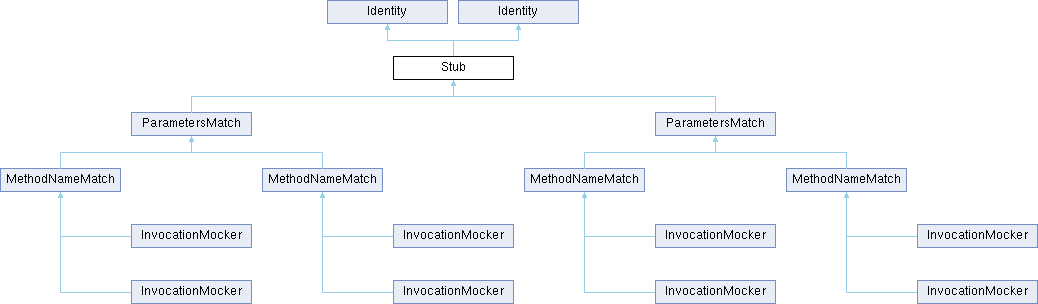 Identity
Identity
Stub
ParametersMatch
ParametersMatch
MethodNameMatch
MethodNameMatch
MethodNameMatch
MethodNameMatch
InvocationMocker
InvocationMocker
InvocationMocker
InvocationMocker
InvocationMocker
InvocationMocker
InvocationMocker
InvocationMocker